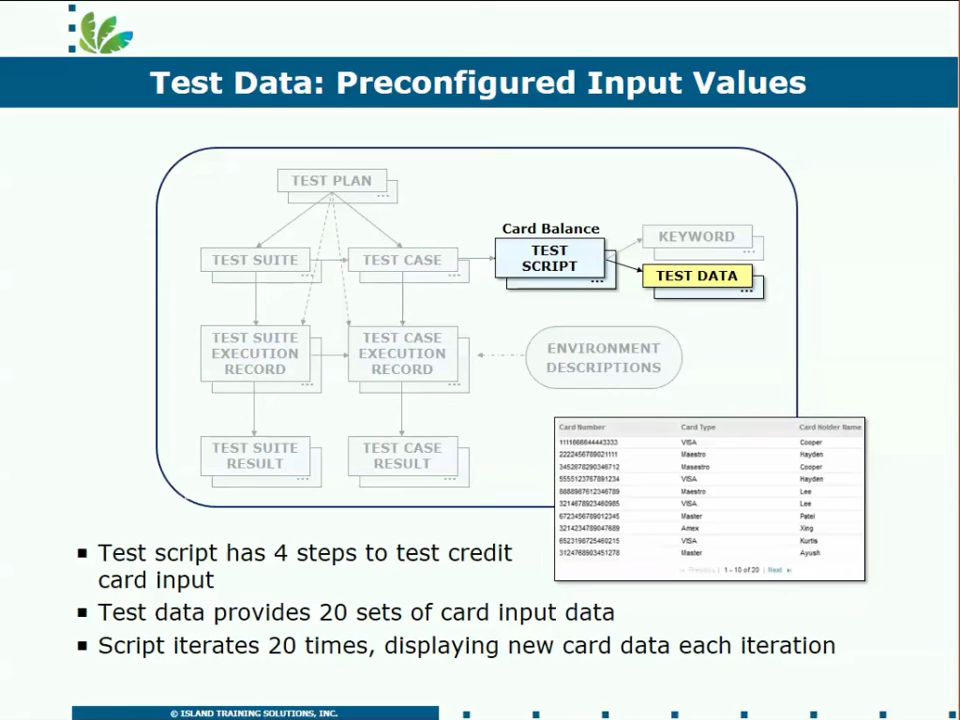 Test Data: Preconfigured Input Values
TEST PLAN
...
Card Balance
TEST
SCRIPT
...
KEYWORD
...
TEST DATA
...
TEST SUITE
...
TEST CASE
...
TEST SUITE
EXECUTION
RECORD
...
TEST CASE
EXECUTION
RECORD
...
ENVIRONMENT
DESCRIPTIONS
TEST SUITE
RESULT
...
TEST CASE
RESULT
...
Card Number Card Type Card Holder Name
VISA Cooper
2222456789021111 Maestro Hayden
3452678290346712 Masestro Cooper
5555123767891234 VISA Hayden
8888987612346789 Maestro Lee
3214678923460985 VISA Lee
6723456789012345 Master Patel
3214234789047689 Amex Xing
6523198725460215 VISA Kurtis
3124768903451278 Master Ayush
Previous | 1 - 10 of 20 | Next
▪ Test script has 4 steps to test credit
card input
▪ Test data provides 20 sets of card input data
▪ Script iterates 20 times, displaying new card data each iteration
© ISLAND TRAINING SOLUTIONS, INC.